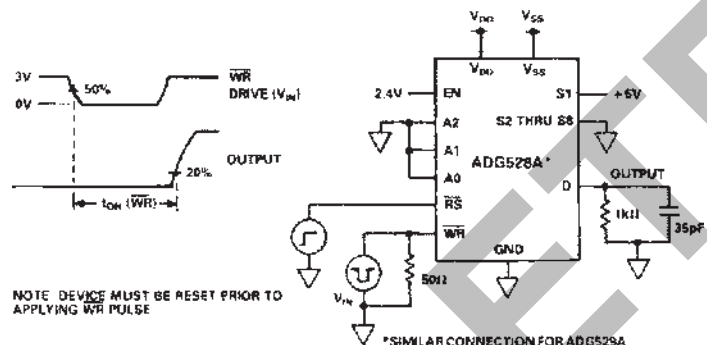 3V
0V
50%
WR
DRIVE (VIN)
OUTPUT
20%
tON (WR)
NOTE DEVICE MUST BE RESET PRIOR TO
APPLYING WR PULSE
VDD
VSS
VDD
VSS
2.4V
EN
A2
A1
A0
RS
WR
S1
+6V
S2 THRU S8
ADG528A*
D
OUTPUT
GND
1kΩ
35pF
VIN
50Ω
*SIMILAR CONNECTION FOR ADG529A